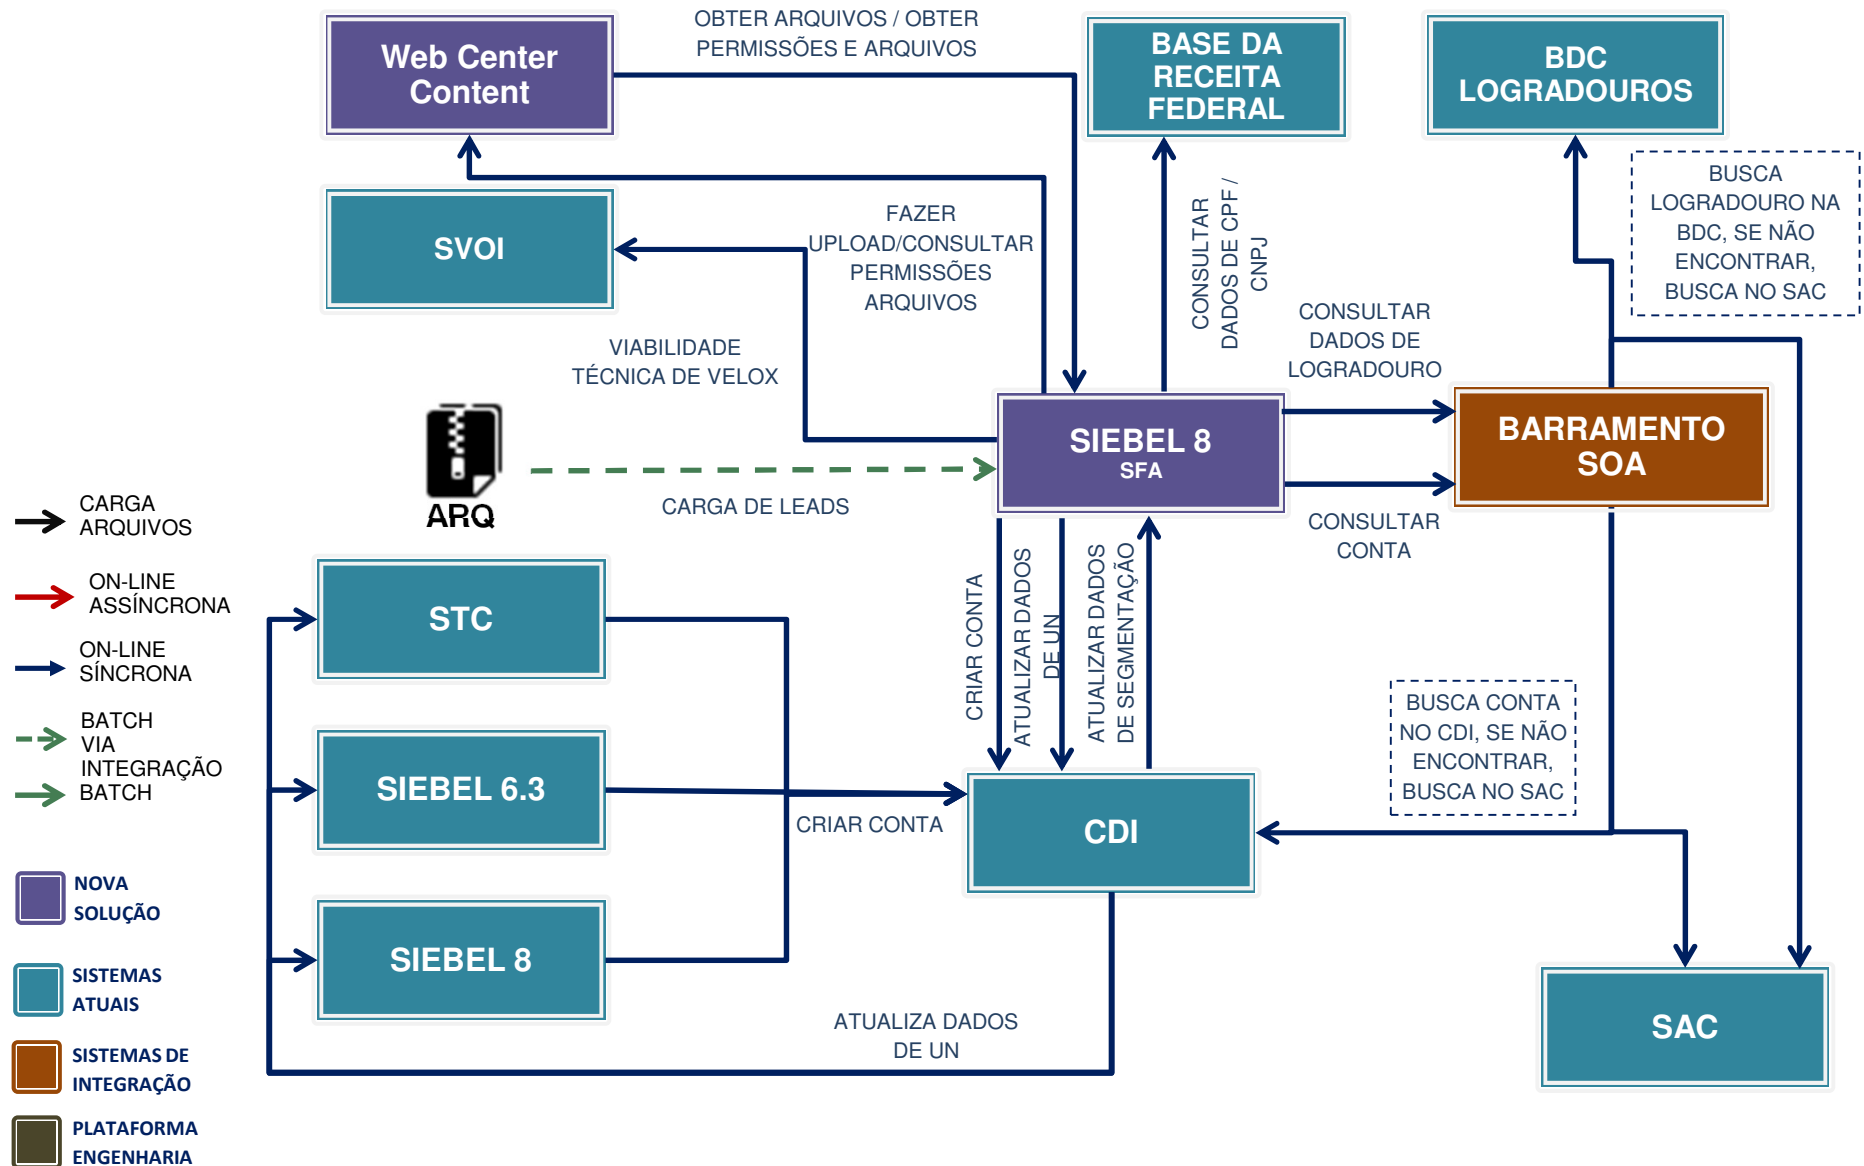 OBTER ARQUIVOS / OBTER
PERMISSÕES E ARQUIVOS
Web Center
Content
BASE DA
RECEITA
FEDERAL
BDC
LOGRADOUROS
BUSCA
LOGRADOURO NA
BDC, SE NÃO
ENCONTRAR,
BUSCA NO SAC
SVOI
FAZER
UPLOAD/CONSULTAR
PERMISSÕES
ARQUIVOS
CONSULTAR
DADOS DE CPF /
CNPJ
CONSULTAR
DADOS DE
LOGRADOURO
VIABILIDADE
TÉCNICA DE VELOX
SIEBEL 8
SFA
BARRAMENTO
SOA
ARQ
CARGA DE LEADS
CONSULTAR
CONTA
CARGA
ARQUIVOS
ON-LINE
ASSÍNCRONA
ON-LINE
SÍNCRONA
BATCH
VIA
INTEGRAÇÃO
BATCH
STC
CRIAR CONTA
ATUALIZAR DADOS
DE UN
ATUALIZAR DADOS
DE SEGMENTAÇÃO
BUSCA CONTA
NO CDI, SE NÃO
ENCONTRAR,
BUSCA NO SAC
SIEBEL 6.3
CRIAR CONTA
CDI
NOVA
SOLUÇÃO
SIEBEL 8
SISTEMAS
ATUAIS
ATUALIZA DADOS
DE UN
SAC
SISTEMAS DE
INTEGRAÇÃO
PLATAFORMA
ENGENHARIA